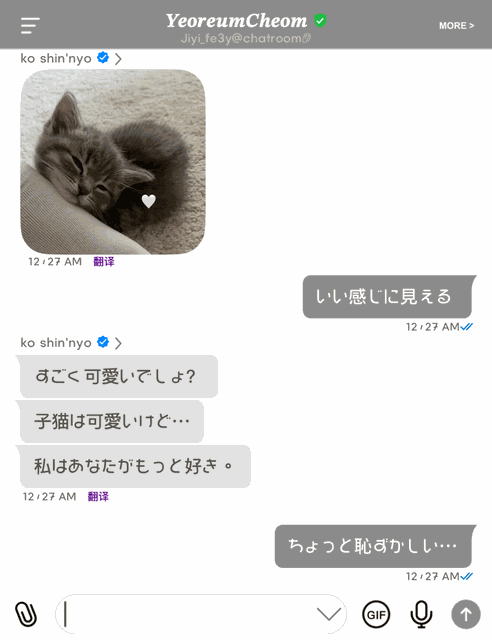 YeoreumCheom
MORE >
Jiyi_fe3y@chatroom
ko shin'nyo >
12:27 AM 翻译
いい感じに見える
12:27 AM
ko shin'nyo >
すごく可愛いでしょ?
子猫は可愛いけど…
私はあなたがもっと好き。
12:27 AM 翻译
ちょっと恥ずかしい…
12:27 AM
GIF